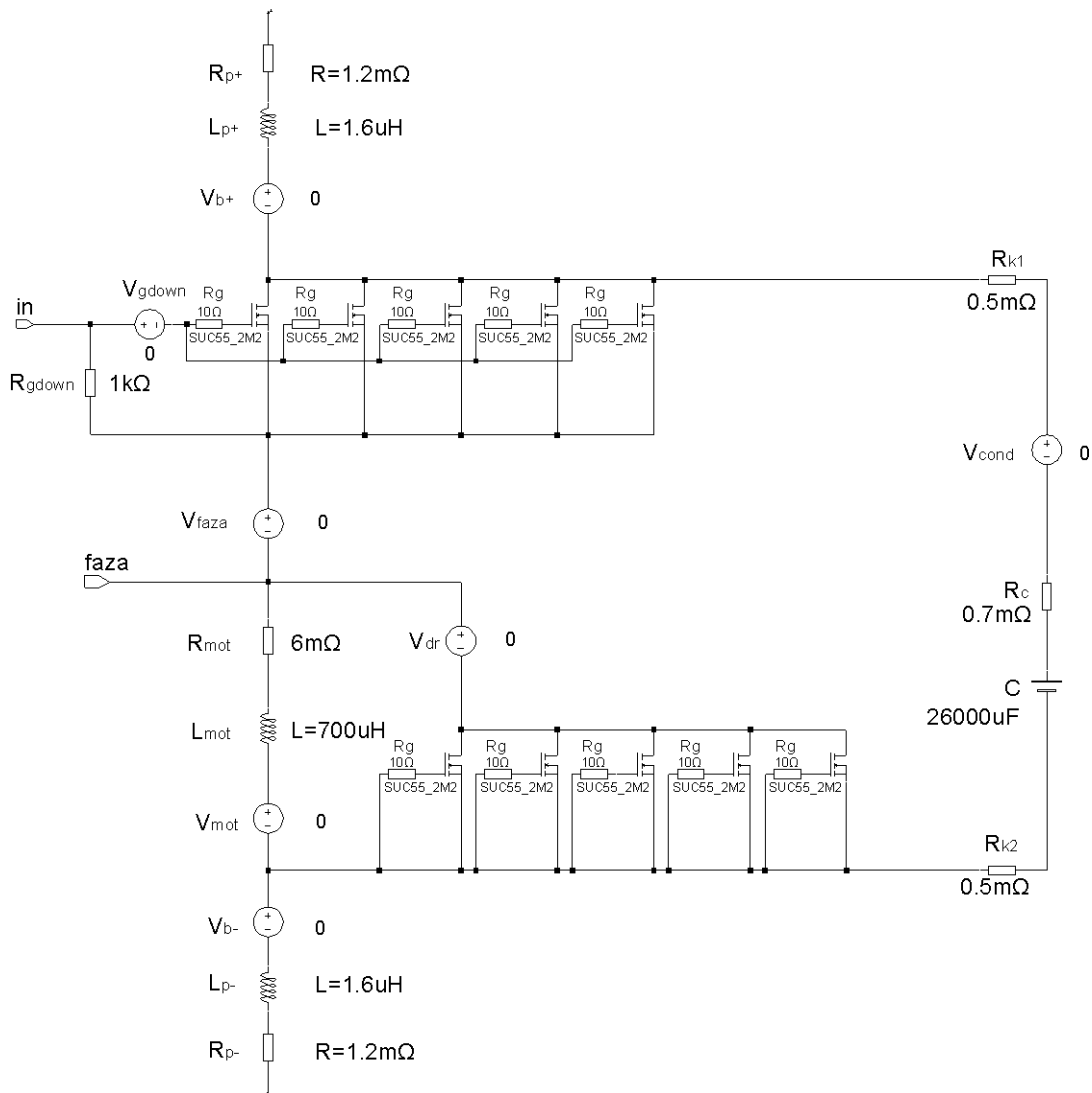 Rp+ R=1.2mΩ
Lp+ L=1.6uH
Vb+ 0
Rk1
0.5mΩ
Vgdown
in
0
Rg Rg Rg Rg Rg
10Ω 10Ω 10Ω 10Ω 10Ω
SUC55_2M2 SUC55_2M2 SUC55_2M2 SUC55_2M2 SUC55_2M2
Rgdown 1kΩ
Vcond 0
Vfaza 0
faza
Rc
0.7mΩ
Rmot 6mΩ
Vdr 0
C
26000uF
Lmot L=700uH
Rg Rg Rg Rg Rg
10Ω 10Ω 10Ω 10Ω 10Ω
SUC55_2M2 SUC55_2M2 SUC55_2M2 SUC55_2M2 SUC55_2M2
Vmot 0
Rk2
0.5mΩ
Vb- 0
Lp- L=1.6uH
Rp- R=1.2mΩ